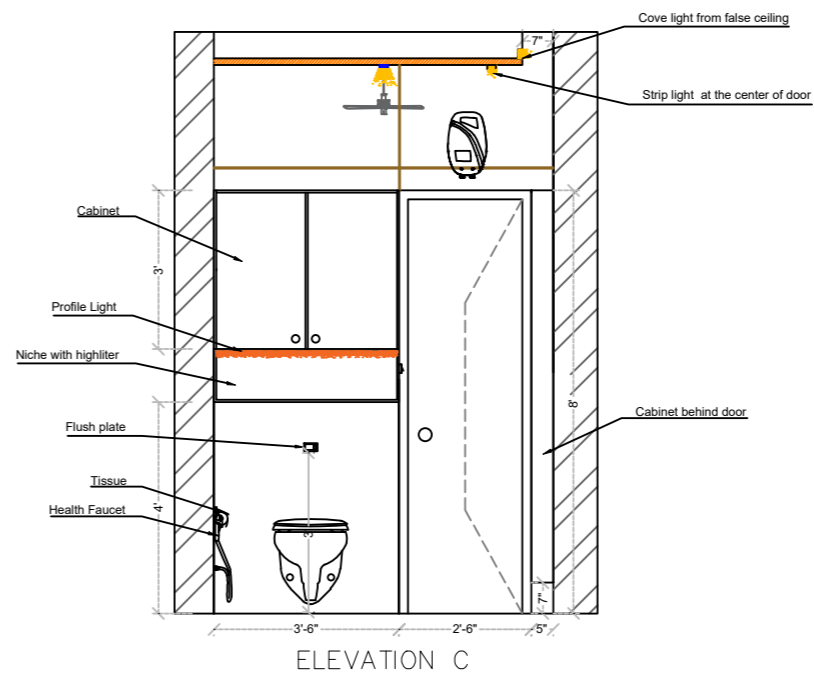 Cove light from false ceiling
7"
Strip light at the center of door
Cabinet
3'
Profile Light
Niche with highliter
8'
Cabinet behind door
Flush plate
Tissue
4'
Health Faucet
3'
7"
3'-6"
2'-6"
5"
ELEVATION C